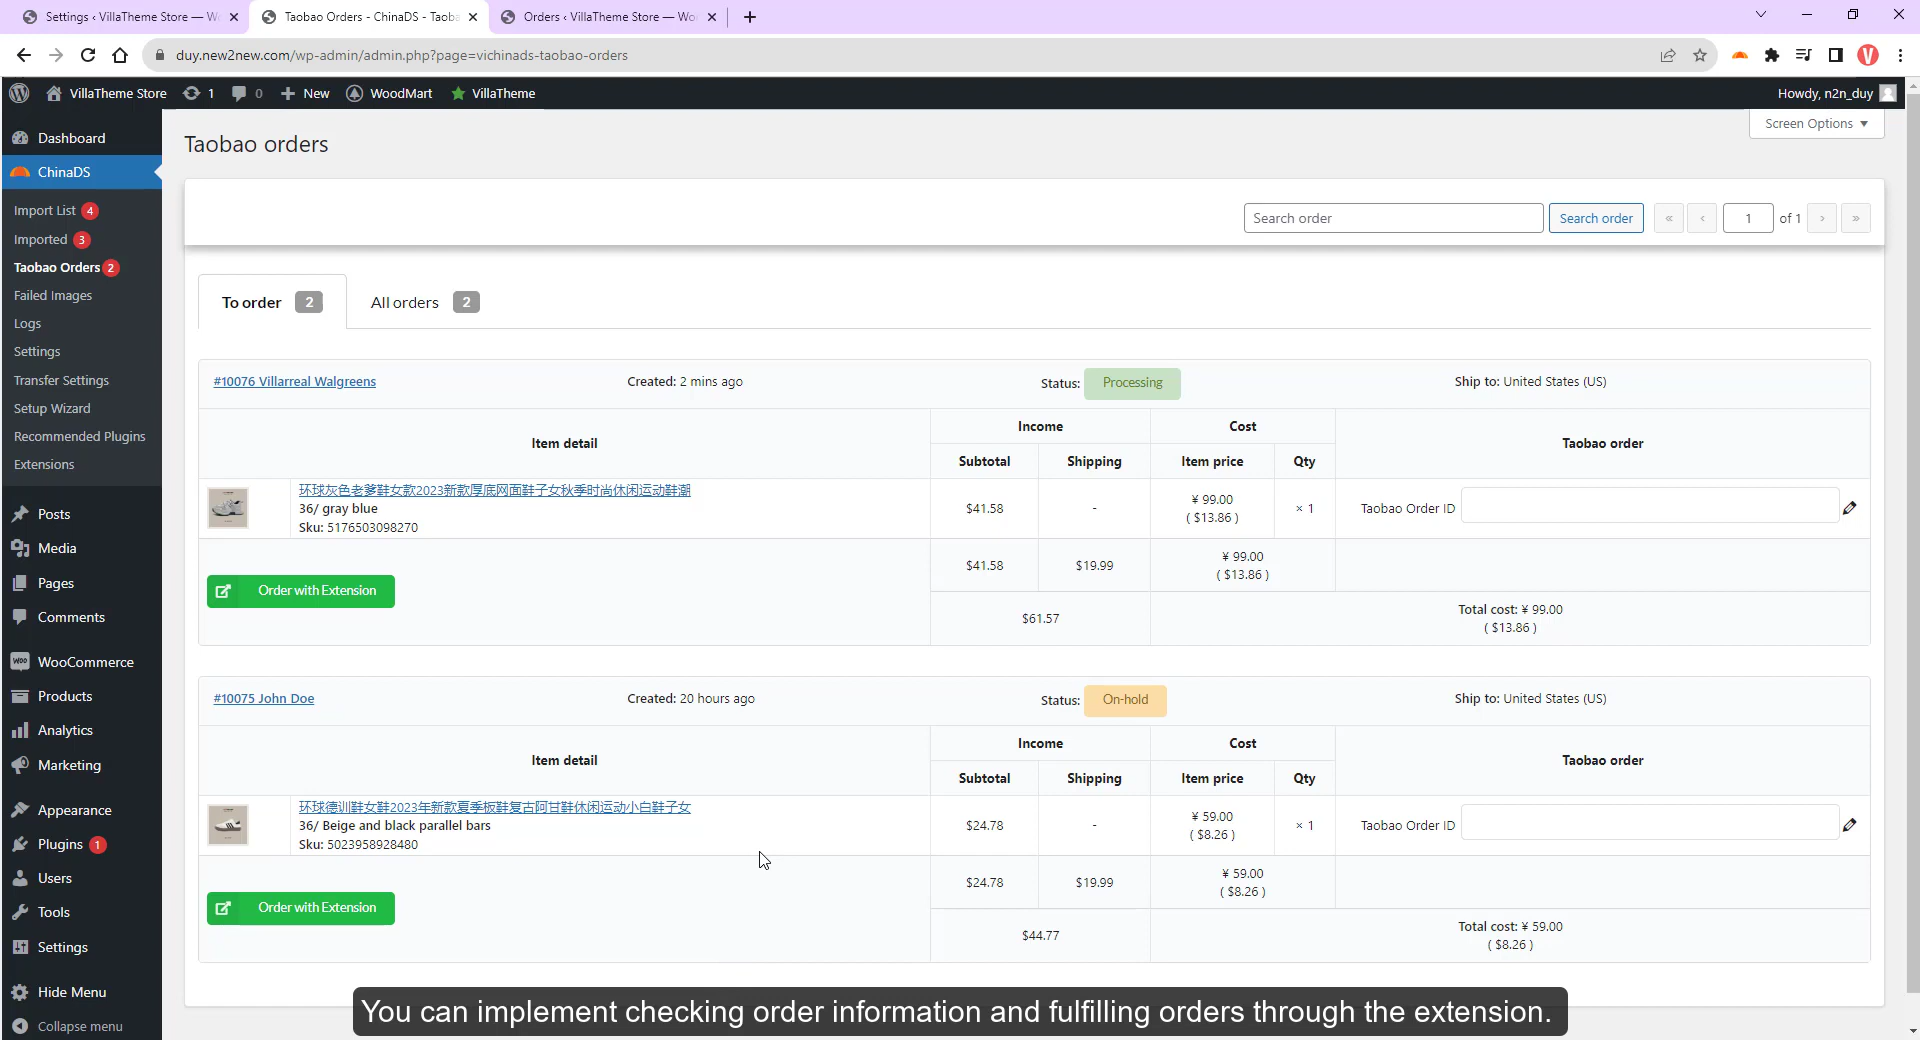 Settings ‹ VillaTheme Store — W
Taobao Orders - ChinaDS - Taob
Orders ‹ VillaTheme Store — Wo
duy.new2new.com/wp-admin/admin.php?page=vichinads-taobao-orders
V
VillaTheme Store
1
0
New
WoodMart
VillaTheme
Howdy, n2n_duy
Screen Options
Dashboard
ChinaDS
Import List 4
Imported 3
Taobao Orders 2
Failed Images
Logs
Settings
Transfer Settings
Setup Wizard
Recommended Plugins
Extensions
Posts
Media
Pages
Comments
WooCommerce
Products
Analytics
Marketing
Appearance
Plugins 1
Users
Tools
Settings
Hide Menu
Collapse menu
Taobao orders
Search order
Search order
« ‹ 1 of 1 › »
To order 2
All orders 2
#10076 Villarreal Walgreens
Created: 2 mins ago
Status: Processing
Ship to: United States (US)
Item detail
Income
Cost
Taobao order
Subtotal
Shipping
Item price
Qty
环球灰色老爹鞋女款2023新款厚底网面鞋子女秋季时尚休闲运动鞋潮
36/ gray blue
Sku: 5176503098270
$41.58
-
¥ 99.00
( $13.86 )
× 1
Taobao Order ID
Order with Extension
$41.58
$19.99
¥ 99.00
( $13.86 )
$61.57
Total cost: ¥ 99.00
( $13.86 )
#10075 John Doe
Created: 20 hours ago
Status: On-hold
Ship to: United States (US)
Item detail
Income
Cost
Taobao order
Subtotal
Shipping
Item price
Qty
环球德训鞋女鞋2023年新款夏季板鞋复古阿甘鞋休闲运动小白鞋子女
36/ Beige and black parallel bars
Sku: 5023958928480
$24.78
-
¥ 59.00
( $8.26 )
× 1
Taobao Order ID
Order with Extension
$24.78
$19.99
¥ 59.00
( $8.26 )
$44.77
Total cost: ¥ 59.00
( $8.26 )
You can implement checking order information and fulfilling orders through the extension.